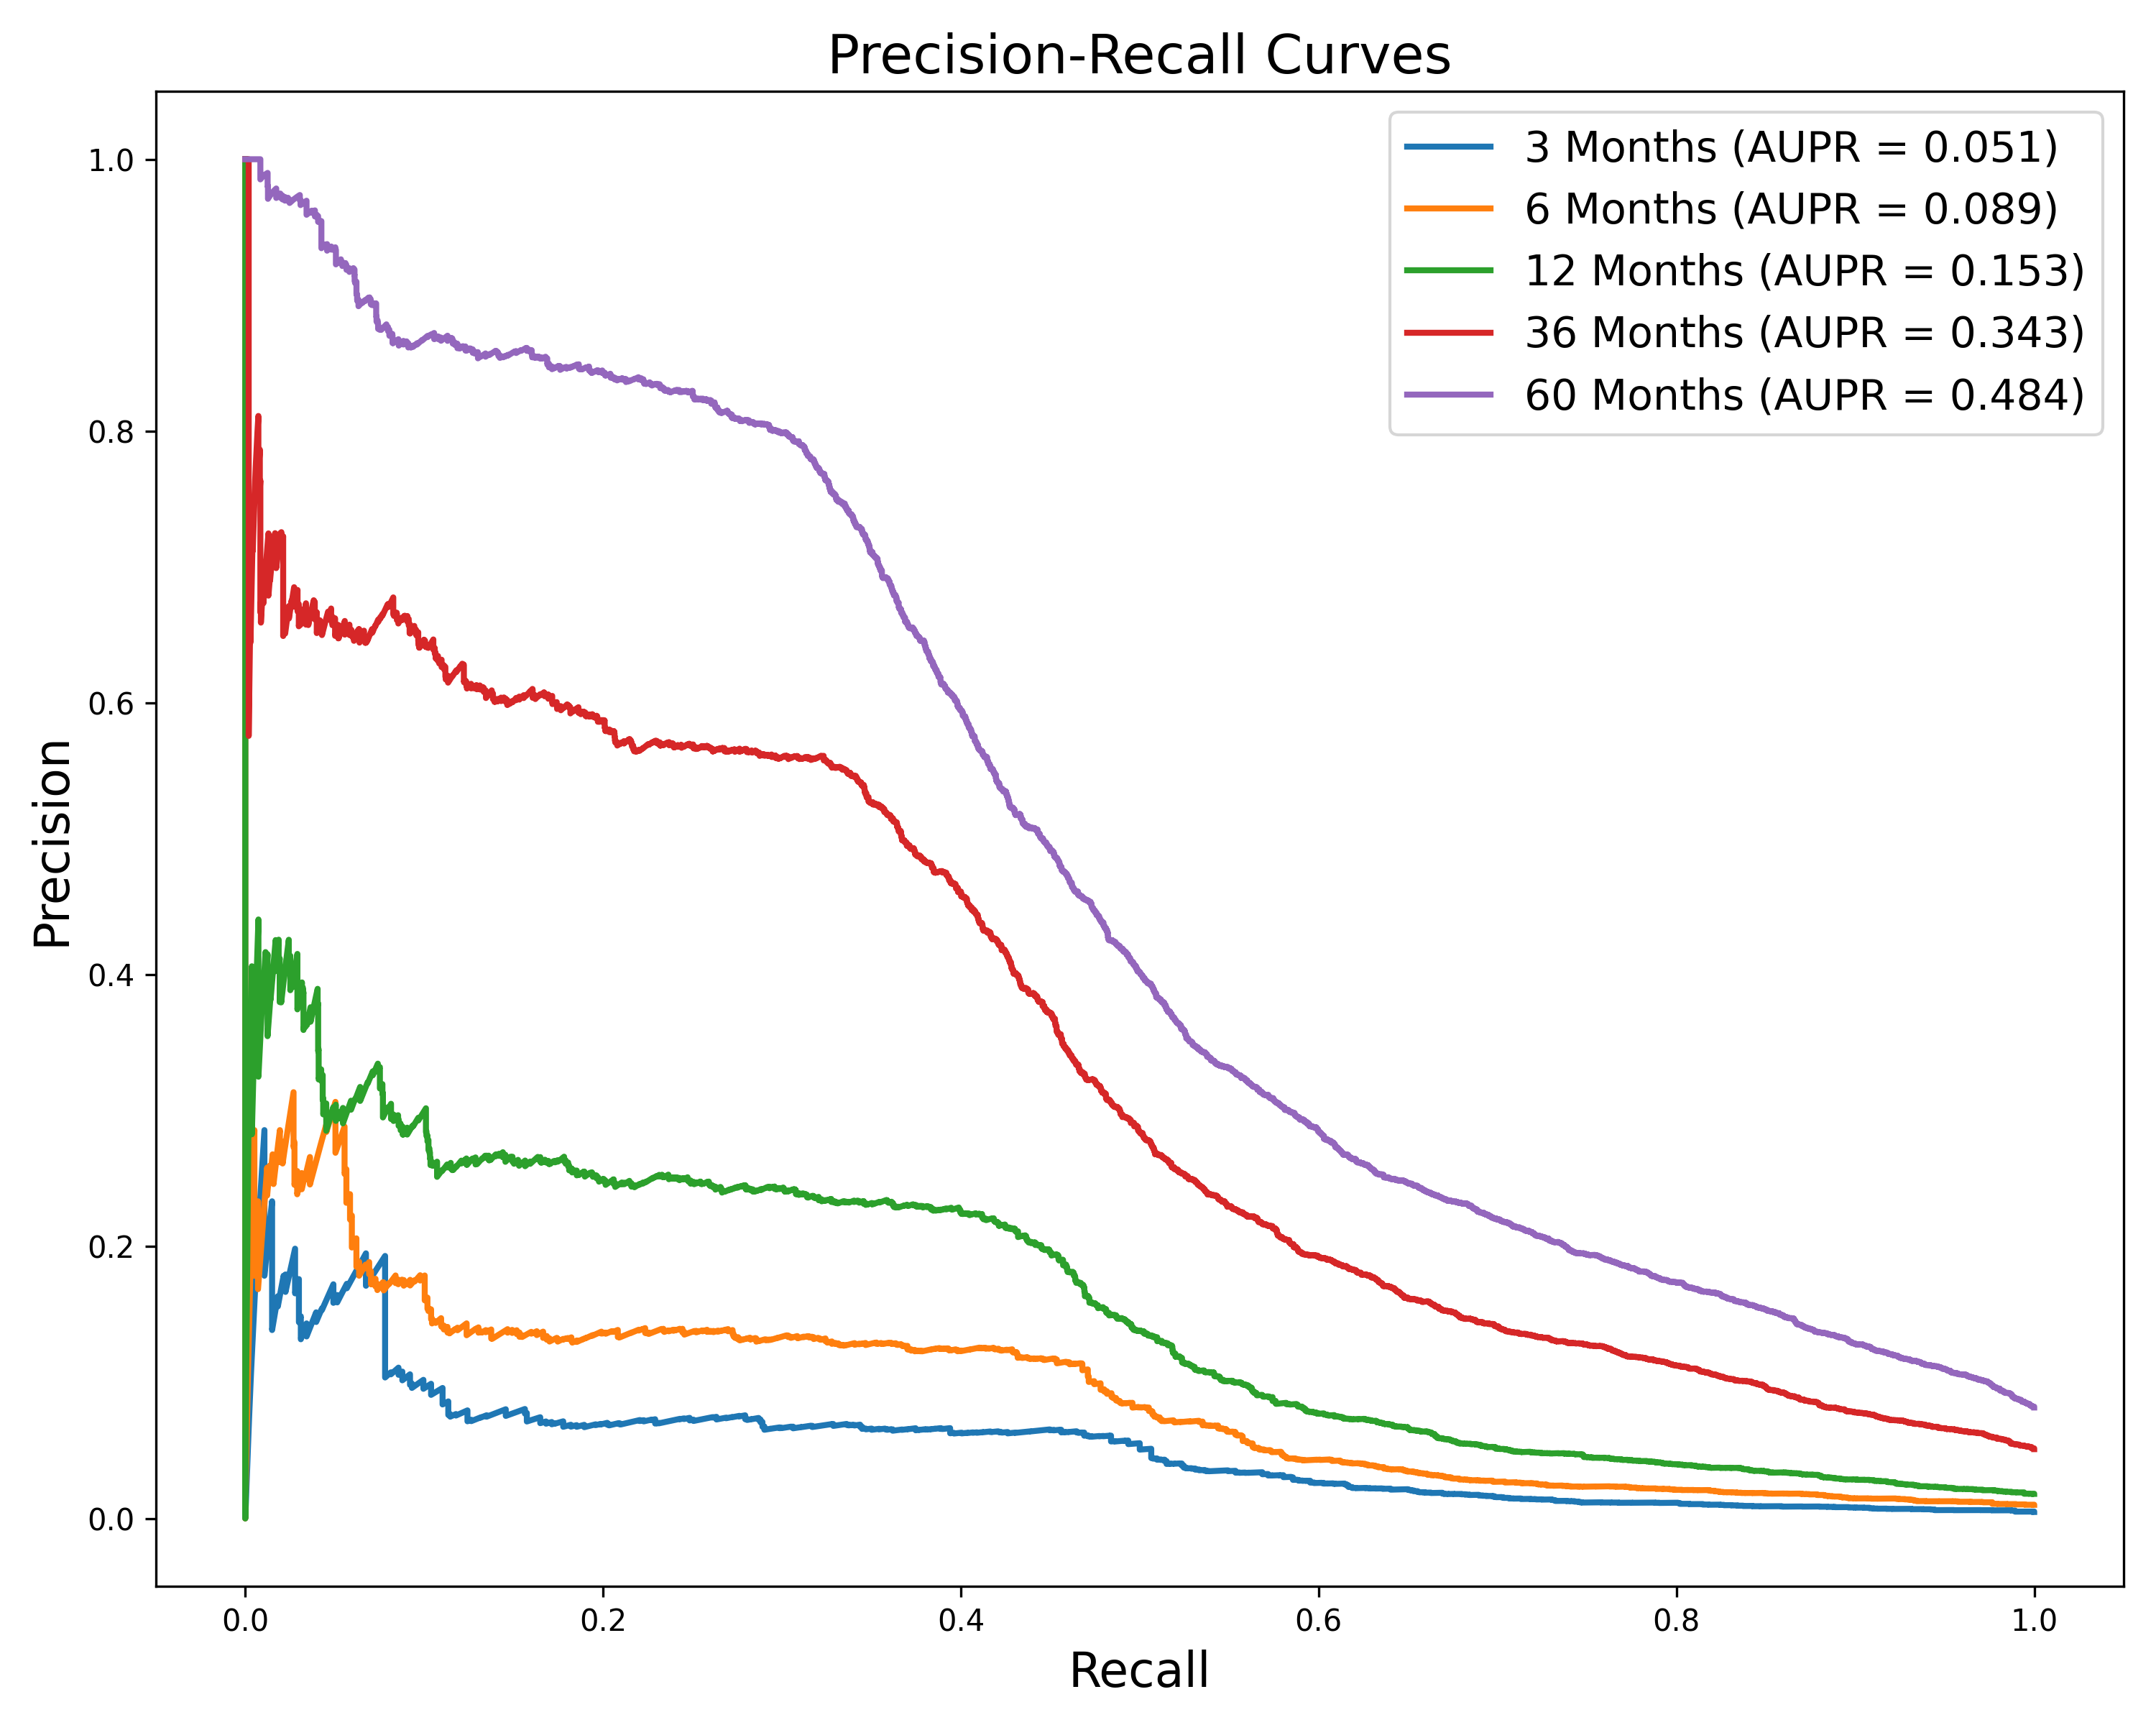 Precision-Recall Curves
3 Months (AUPR = 0.051)
6 Months (AUPR = 0.089)
12 Months (AUPR = 0.153)
36 Months (AUPR = 0.343)
60 Months (AUPR = 0.484)
Precision
1.0
0.8
0.6
0.4
0.2
0.0
0.0 0.2 0.4 0.6 0.8 1.0
Recall